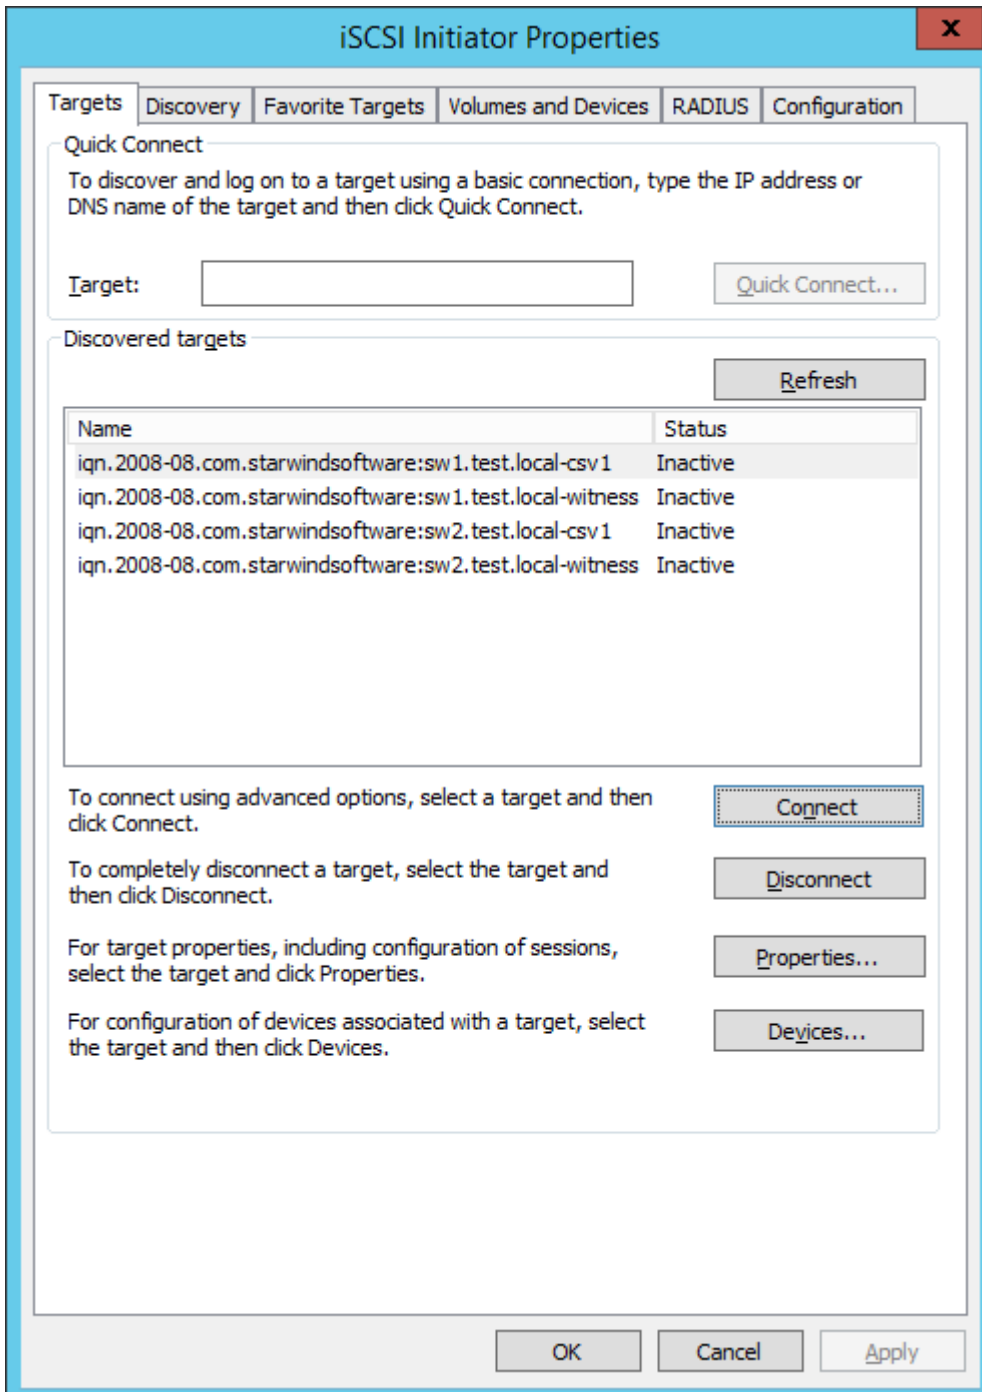 iSCSI Initiator Properties
x
Targets Discovery Favorite Targets Volumes and Devices RADIUS Configuration
Quick Connect
To discover and log on to a target using a basic connection, type the IP address or
DNS name of the target and then click Quick Connect.
Target: Quick Connect...
Discovered targets
Refresh
Name Status
iqn.2008-08.com.starwindsoftware:sw1.test.local-csv1 Inactive
iqn.2008-08.com.starwindsoftware:sw1.test.local-witness Inactive
iqn.2008-08.com.starwindsoftware:sw2.test.local-csv1 Inactive
iqn.2008-08.com.starwindsoftware:sw2.test.local-witness Inactive
To connect using advanced options, select a target and then
click Connect.
Connect
To completely disconnect a target, select the target and
then click Disconnect.
Disconnect
For target properties, including configuration of sessions,
select the target and click Properties.
Properties...
For configuration of devices associated with a target, select
the target and then click Devices.
Devices...
OK Cancel Apply